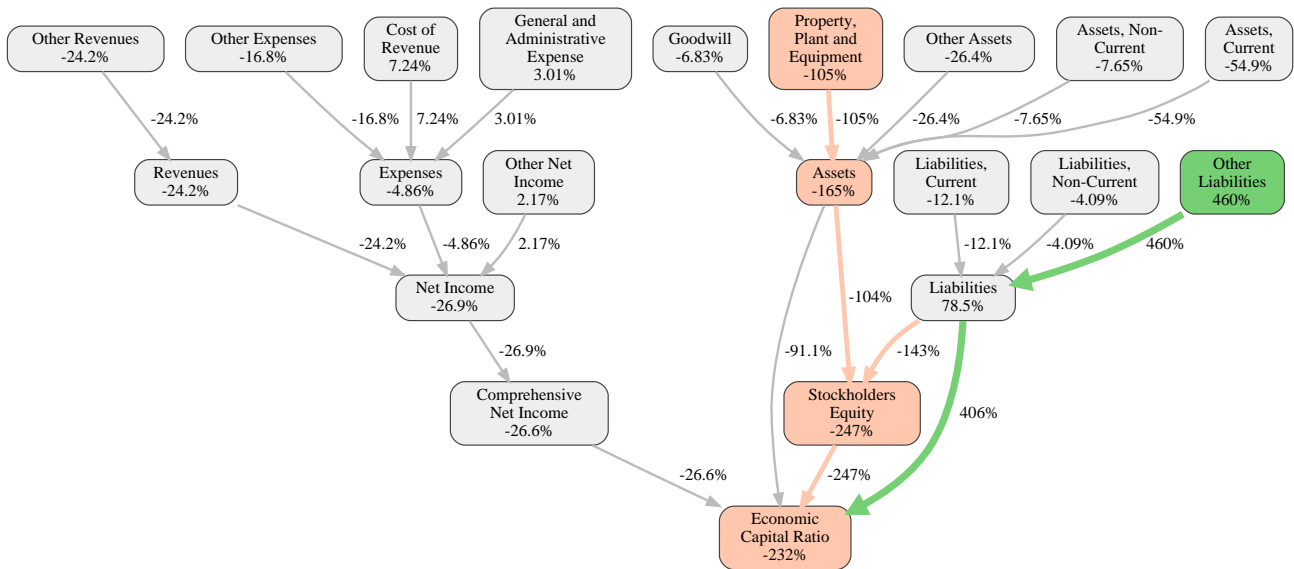 Other Revenues
-24.2%
Other Expenses
-16.8%
Cost of
Revenue
7.24%
General and
Administrative
Expense
3.01%
Goodwill
-6.83%
Property,
Plant and
Equipment
-105%
Other Assets
-26.4%
Assets, Non-
Current
-7.65%
Assets,
Current
-54.9%
-24.2%
-16.8%
7.24%
3.01%
-6.83%
-105%
-26.4%
-7.65%
-54.9%
Revenues
-24.2%
Expenses
-4.86%
Other Net
Income
2.17%
Assets
-165%
Liabilities,
Current
-12.1%
Liabilities,
Non-Current
-4.09%
Other
Liabilities
460%
-24.2%
-4.86%
2.17%
-12.1%
-4.09%
460%
Net Income
-26.9%
-104%
Liabilities
78.5%
-26.9%
-91.1%
-143%
Comprehensive
Net Income
-26.6%
Stockholders
Equity
-247%
406%
-26.6%
-247%
Economic
Capital Ratio
-232%